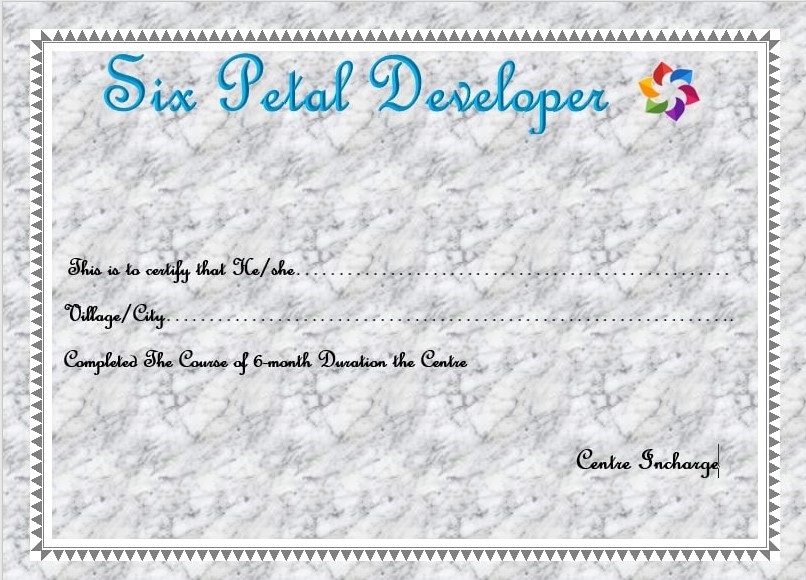 Six Petal Developer
This is to certify that He/she....................................................
Village/City..................................................................
Completed The Course of 6-month Duration the Centre
Centre Incharge